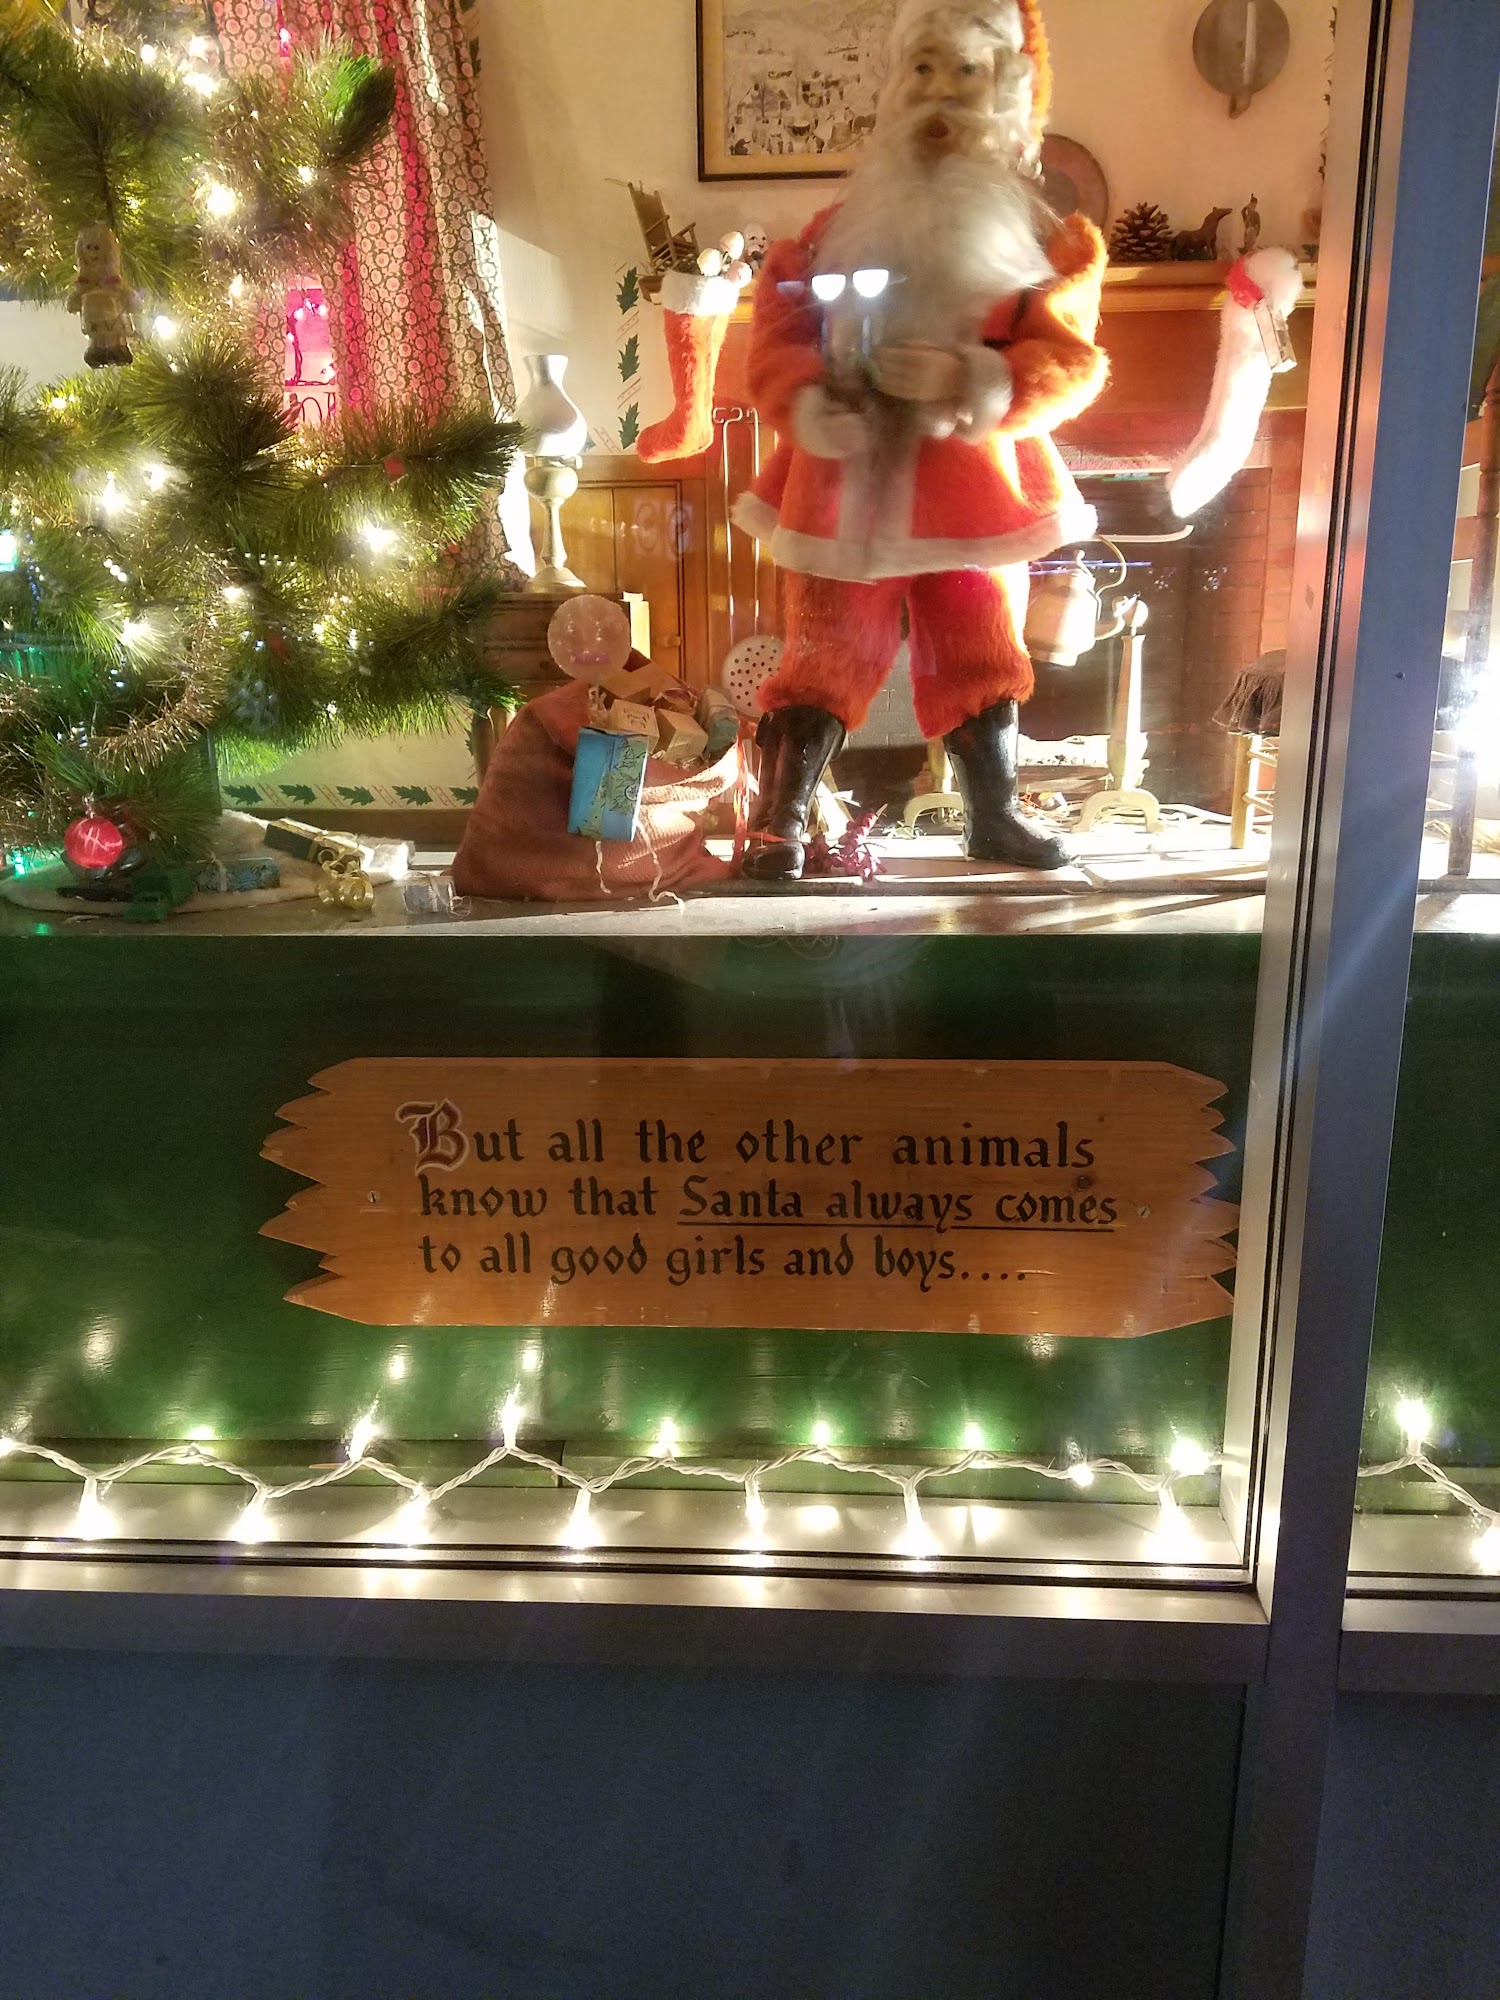 But all the other animals
know that Santa always comes
to all good girls and boys....